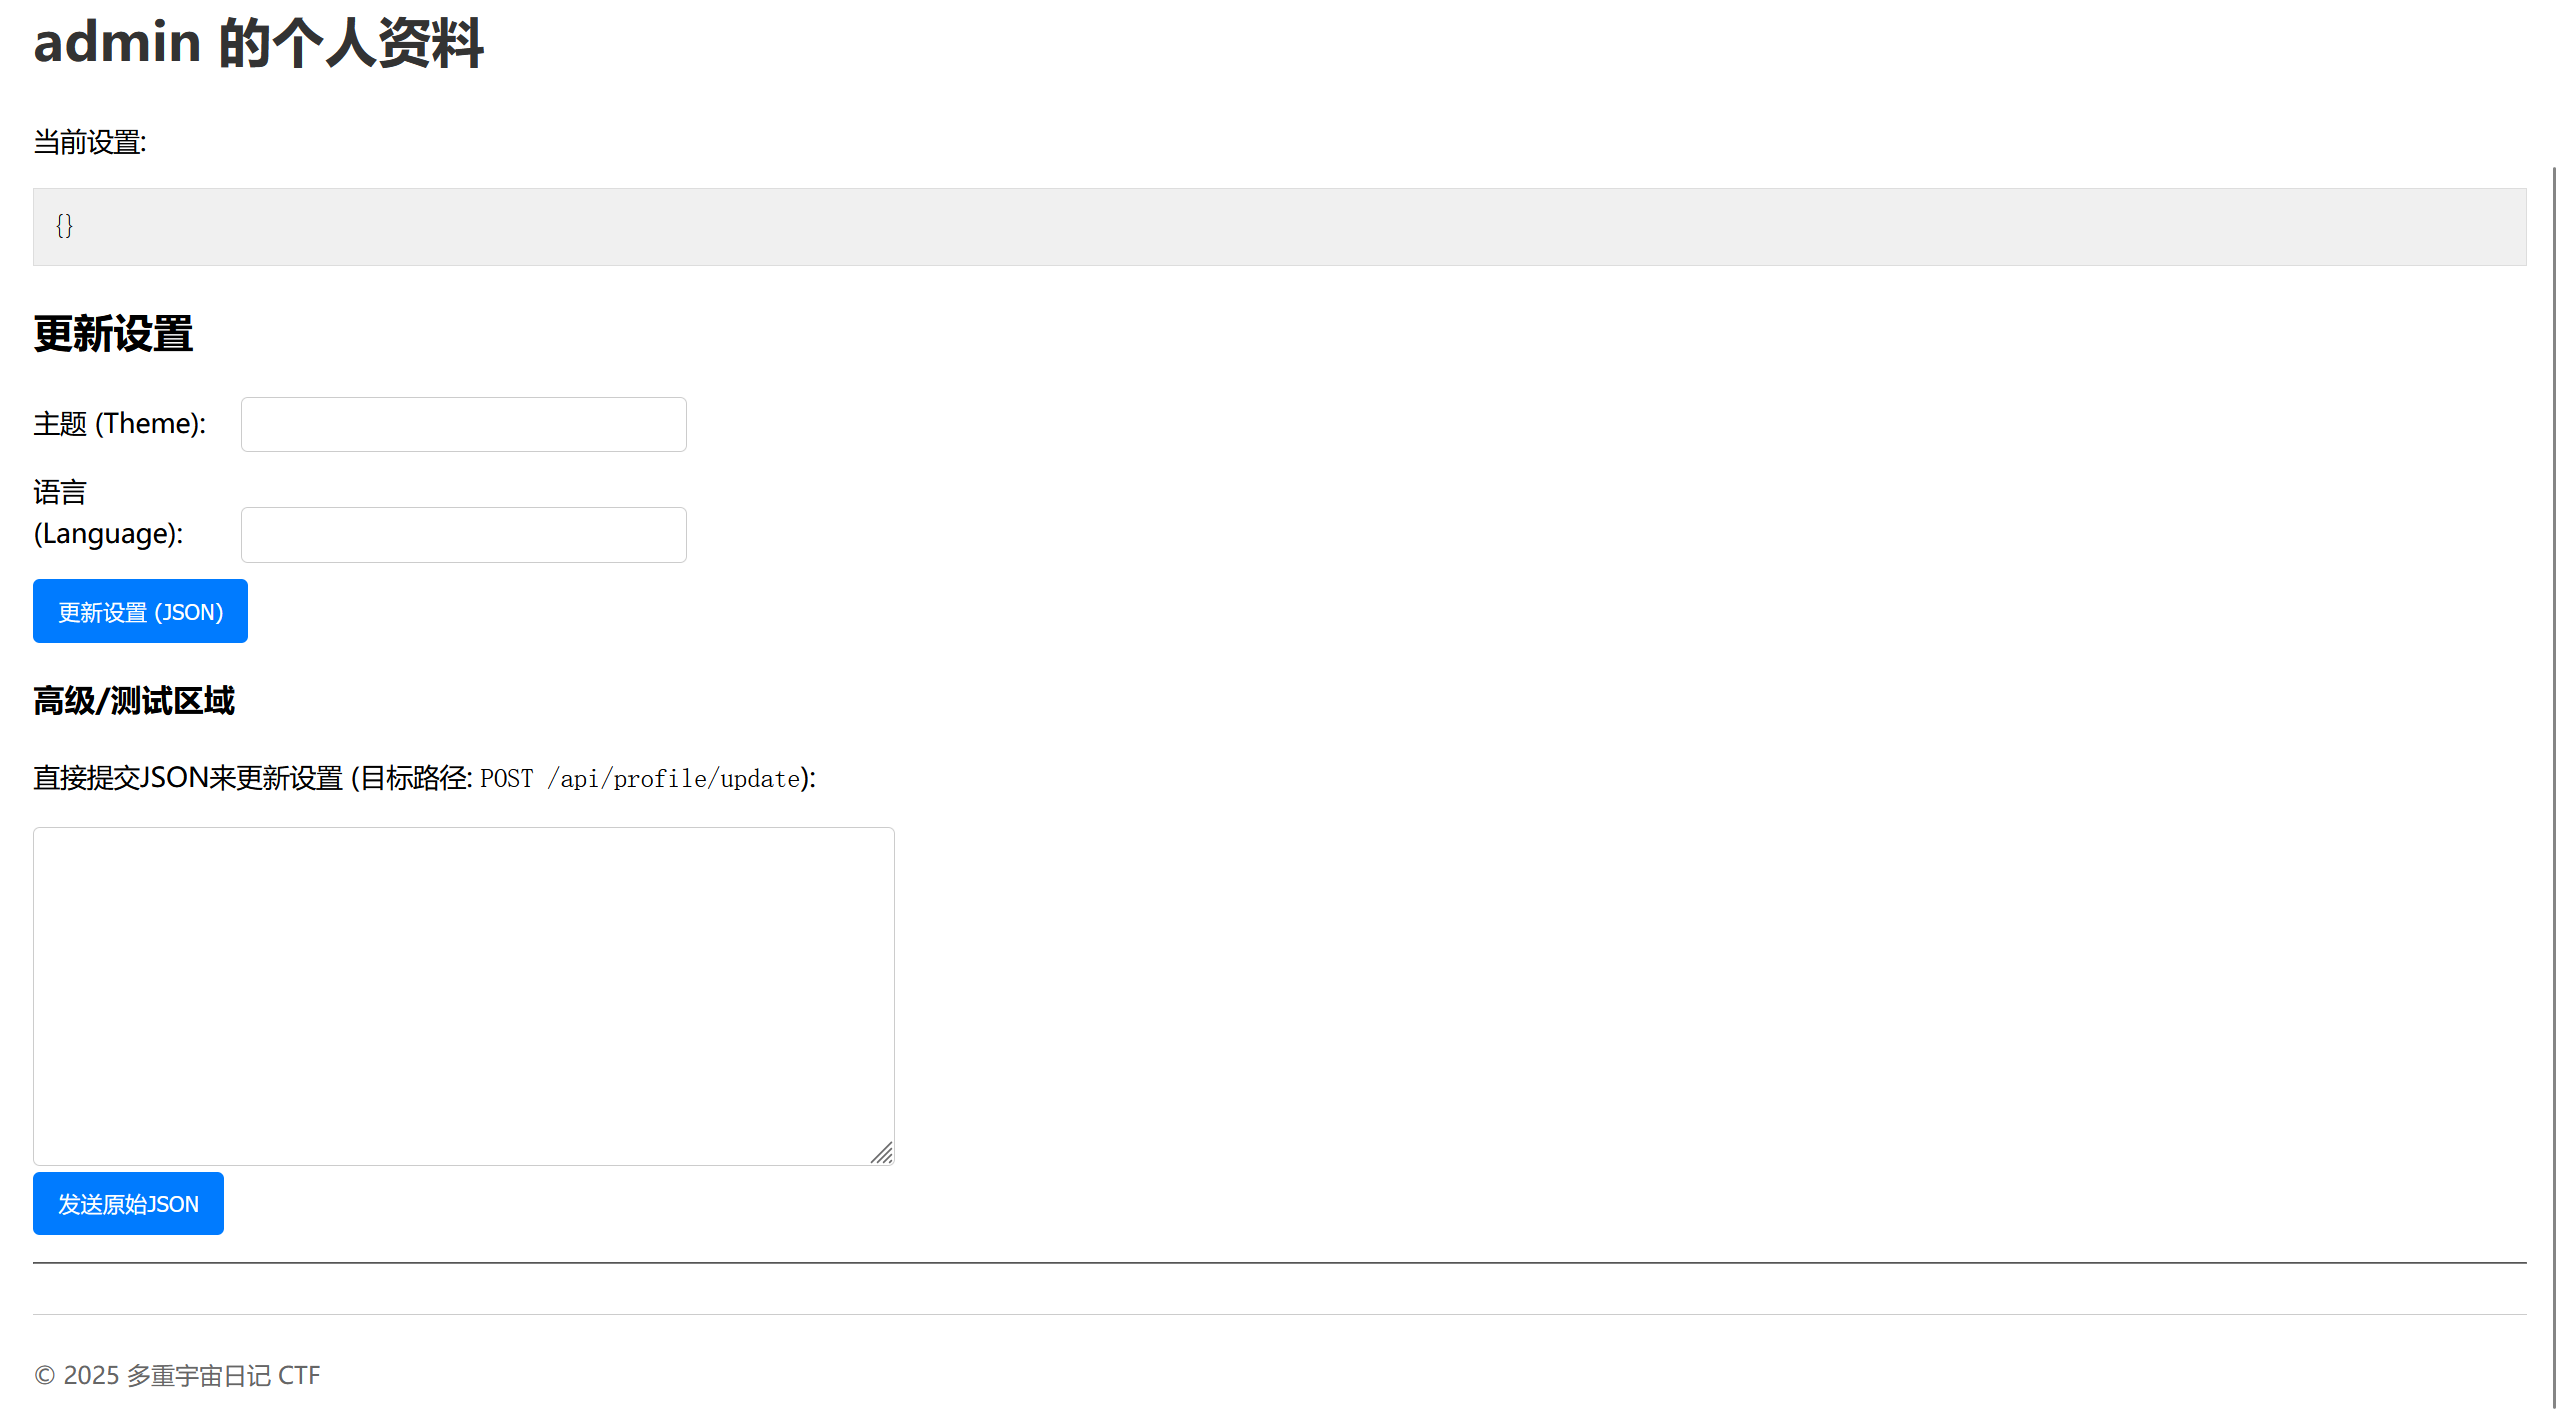 admin 的个人资料
当前设置:
{}
更新设置
主题 (Theme):
语言
(Language):
更新设置 (JSON)
高级/测试区域
直接提交JSON来更新设置 (目标路径: POST /api/profile/update):
发送原始JSON
© 2025 多重宇宙日记 CTF